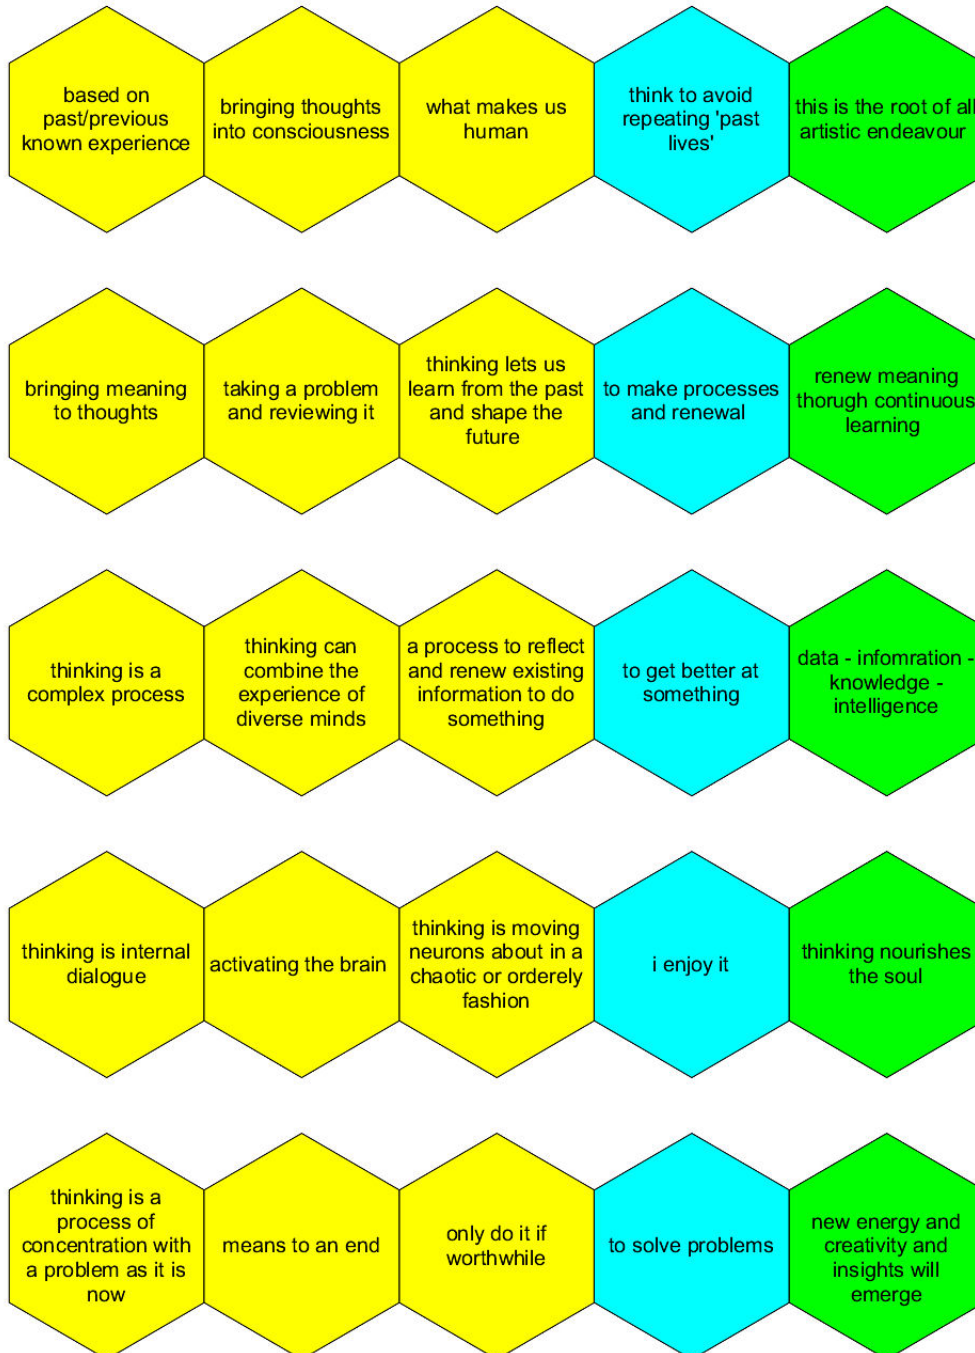 based on
past/previous
known experience
bringing thoughts
into consciousness
what makes us
human
think to avoid
repeating 'past
lives'
this is the root of all
artistic endeavour
bringing meaning
to thoughts
taking a problem
and reviewing it
thinking lets us
learn from the past
and shape the
future
to make processes
and renewal
renew meaning
thorugh continuous
learning
thinking is a
complex process
thinking can
combine the
experience of
diverse minds
a process to reflect
and renew existing
information to do
something
to get better at
something
data - infomration -
knowledge -
intelligence
thinking is internal
dialogue
activating the brain
thinking is moving
neurons about in a
chaotic or orderely
fashion
i enjoy it
thinking nourishes
the soul
thinking is a
process of
concentration with
a problem as it is
now
means to an end
only do it if
worthwhile
to solve problems
new energy and
creativity and
insights will
emerge